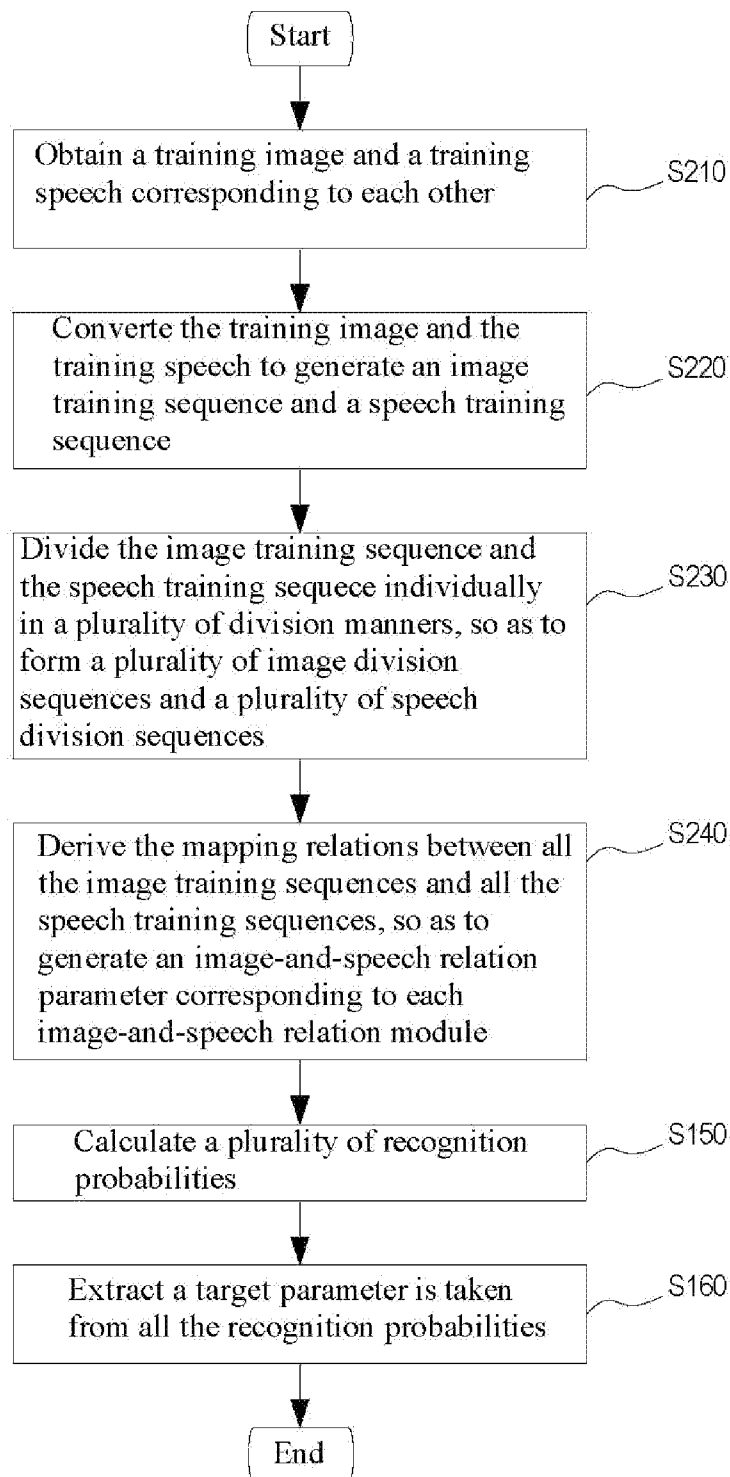 Start
Obtain a training image and a training
speech corresponding to each other
S210
Converte the training image and the
training speech to generate an image
training sequence and a speech training
sequence
S220
Divide the image training sequence and
the speech training sequece individually
in a plurality of division manners, so as to
form a plurality of image division
sequences and a plurality of speech
division sequences
S230
Derive the mapping relations between all
the image training sequences and all the
speech training sequences, so as to
generate an image-and-speech relation
parameter corresponding to each
image-and-speech relation module
S240
Calculate a plurality of recognition
probabilities
S150
Extract a target parameter is taken
from all the recognition probabilities
S160
End